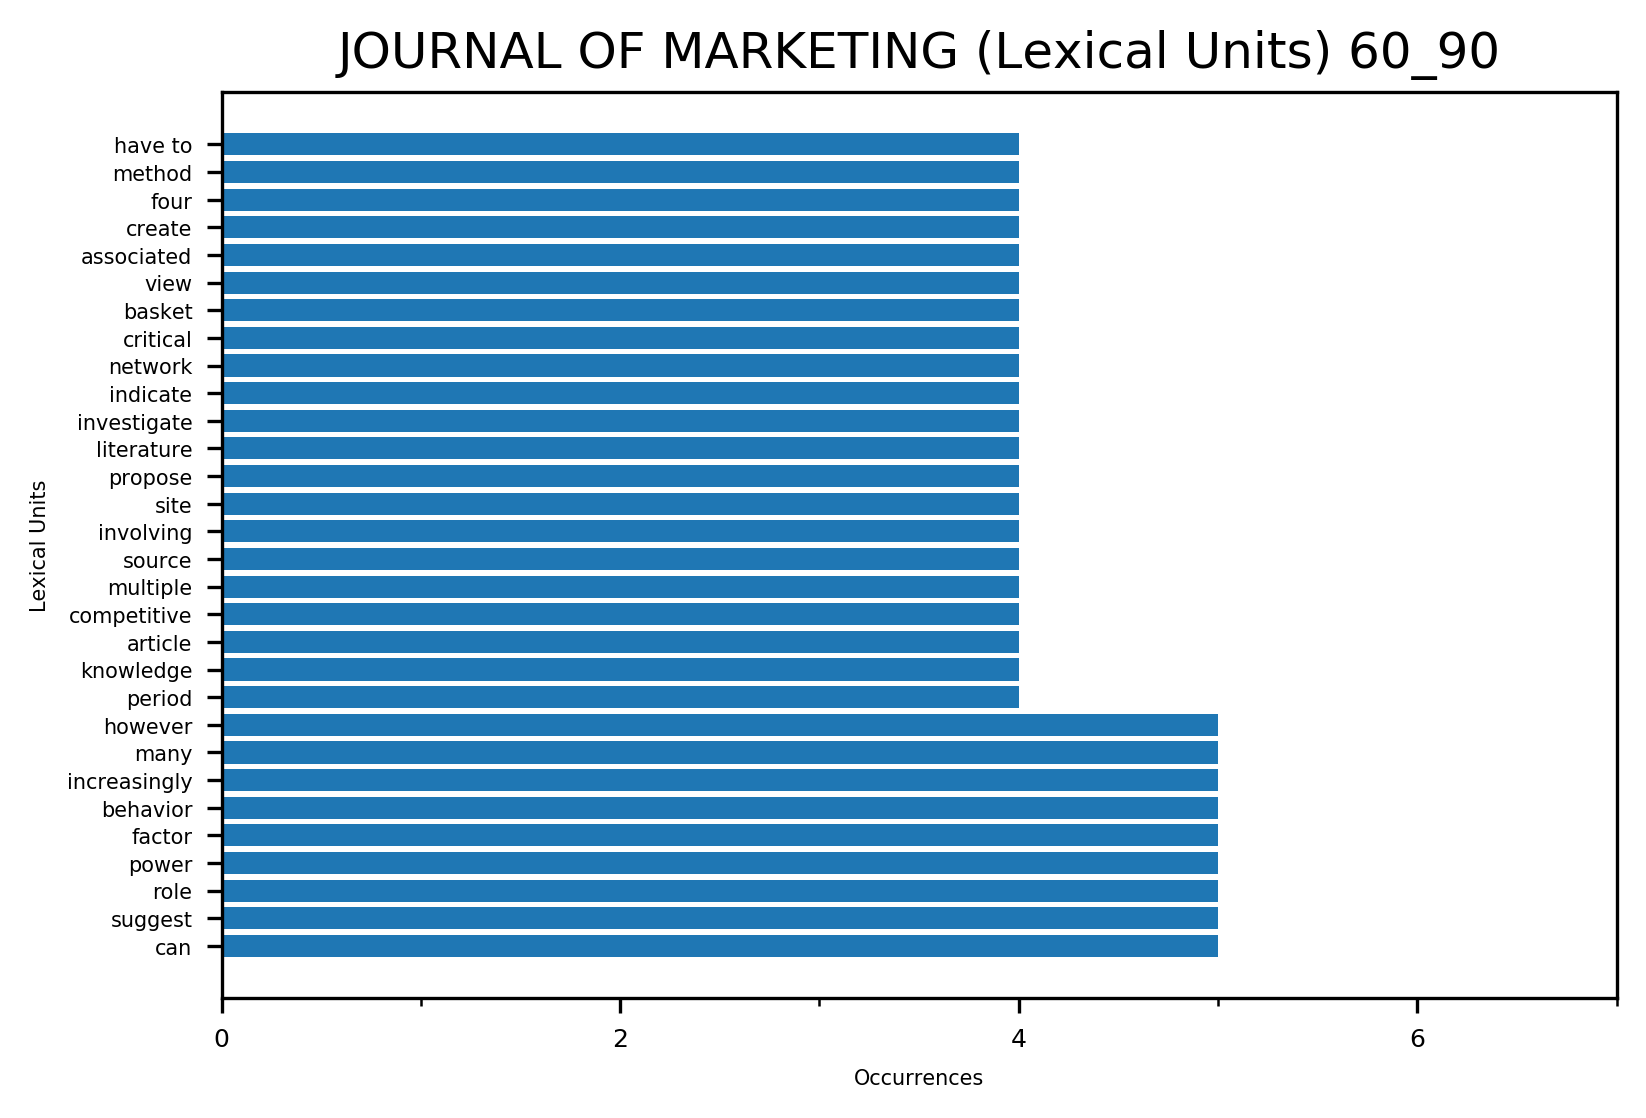 JOURNAL OF MARKETING (Lexical Units) 60_90
have to
method
four
create
associated
view
basket
critical
network
indicate
investigate
literature
propose
site
involving
source
multiple
competitive
article
knowledge
period
however
many
increasingly
behavior
factor
power
role
suggest
can
Lexical Units
0 2 4 6
Occurrences